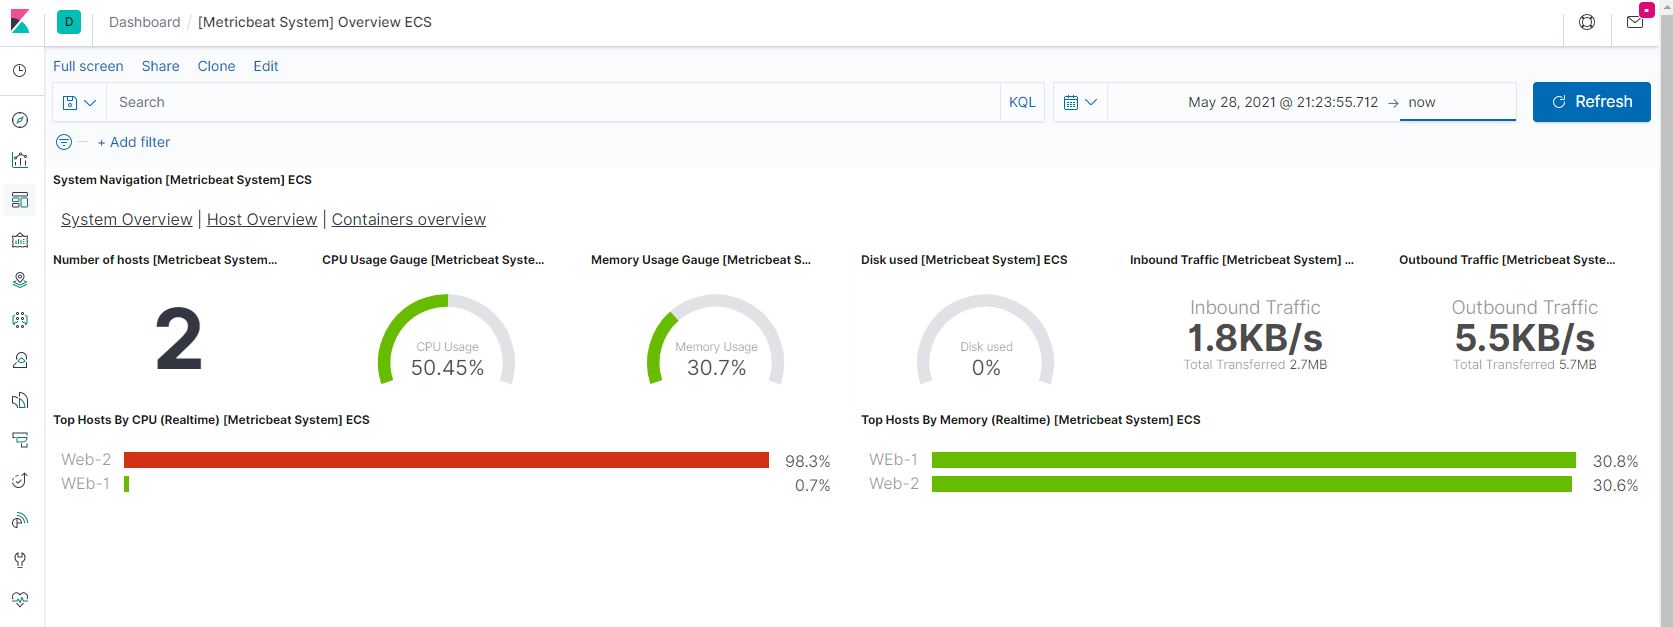 D Dashboard / [Metricbeat System] Overview ECS
Full screen Share Clone Edit
Search KQL May 28, 2021 @ 21:23:55.712 → now Refresh
+ Add filter
System Navigation [Metricbeat System] ECS
System Overview | Host Overview | Containers overview
Number of hosts [Metricbeat System...
2
CPU Usage Gauge [Metricbeat Syste...
CPU Usage
50.45%
Memory Usage Gauge [Metricbeat S...
Memory Usage
30.7%
Disk used [Metricbeat System] ECS
Disk used
0%
Inbound Traffic [Metricbeat System] ...
Inbound Traffic
1.8KB/s
Total Transferred 2.7MB
Outbound Traffic [Metricbeat Syste...
Outbound Traffic
5.5KB/s
Total Transferred 5.7MB
Top Hosts By CPU (Realtime) [Metricbeat System] ECS
Web-2 98.3%
WEb-1 0.7%
Top Hosts By Memory (Realtime) [Metricbeat System] ECS
WEb-1 30.8%
Web-2 30.6%